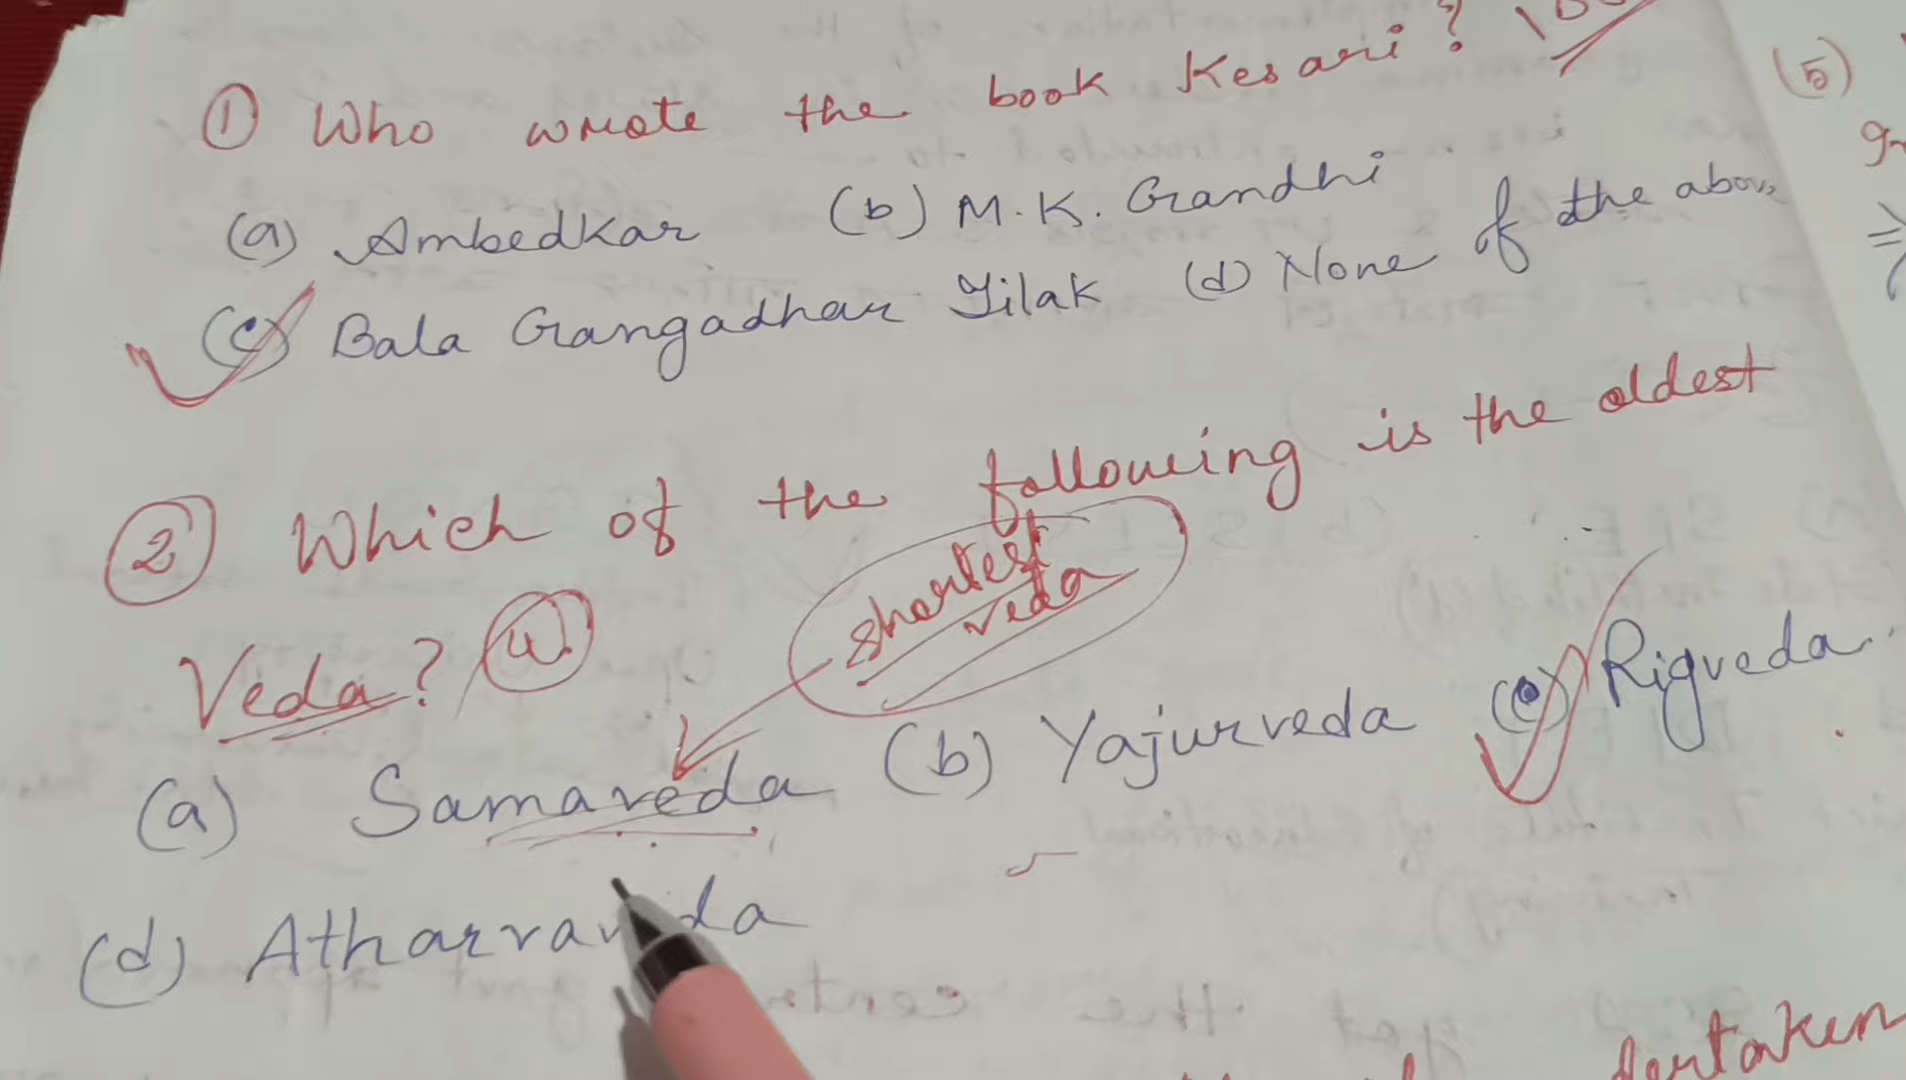 ① Who wrote the book Kesari?
(a) Ambedkar (b) M.K. Gandhi
(c) Bala Gangadhar Tilak (d) None of the above
② Which of the following is the oldest
Veda? 4.
shortest
veda
(a) Samaveda (b) Yajurveda (c) Rigveda
(d)
(5)